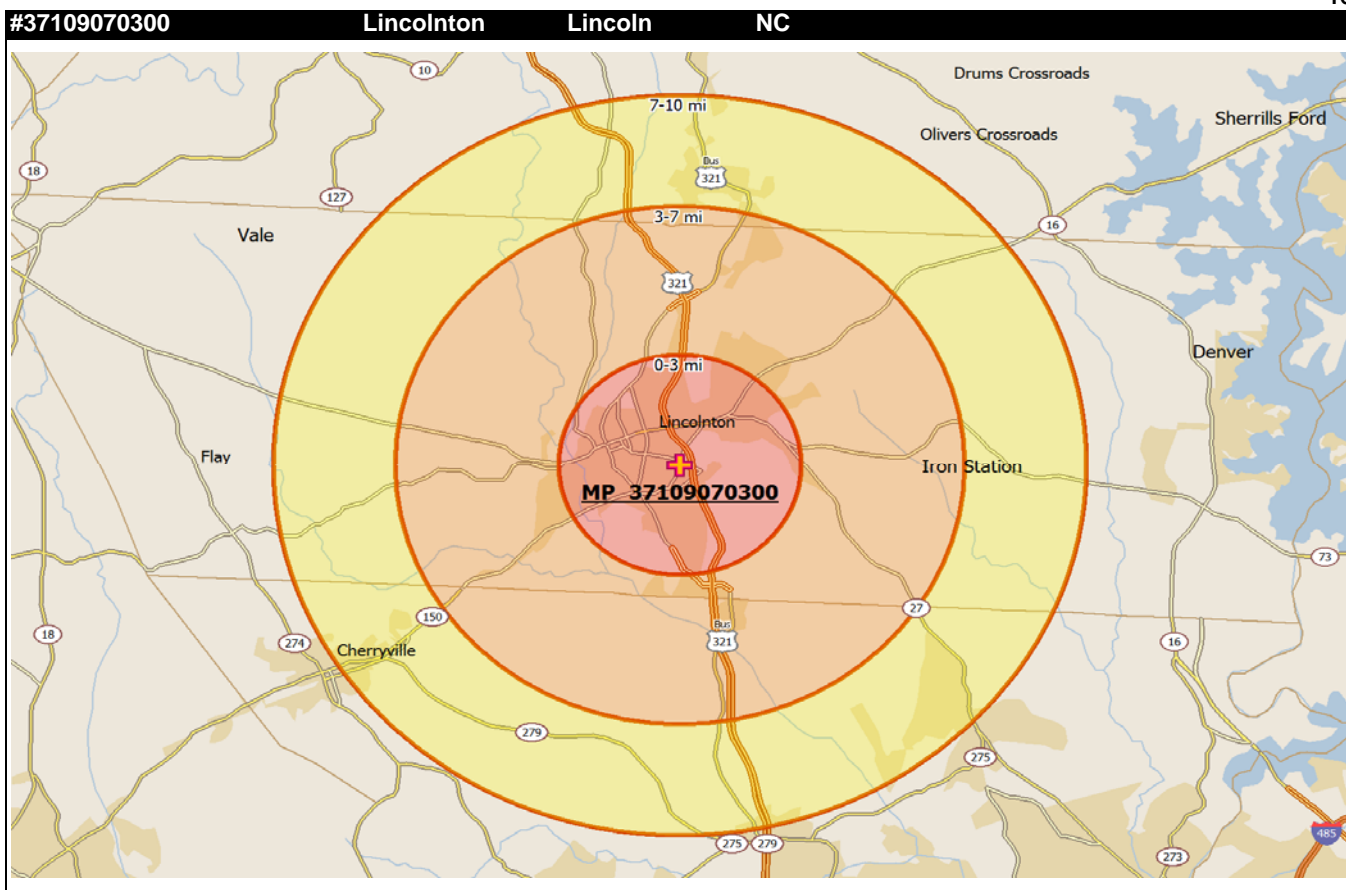 #37109070300 Lincolnton Lincoln NC
10
Drums Crossroads
7-10 mi
Sherrills Ford
Olivers Crossroads
18
Bus
321
127
3-7 mi
16
Vale
321
Denver
0-3 mi
Lincolnton
Flay
Iron Station
MP 37109070300
73
27
150
18
Bus
321
274
16
Cherryville
279
275
485
275
279
273